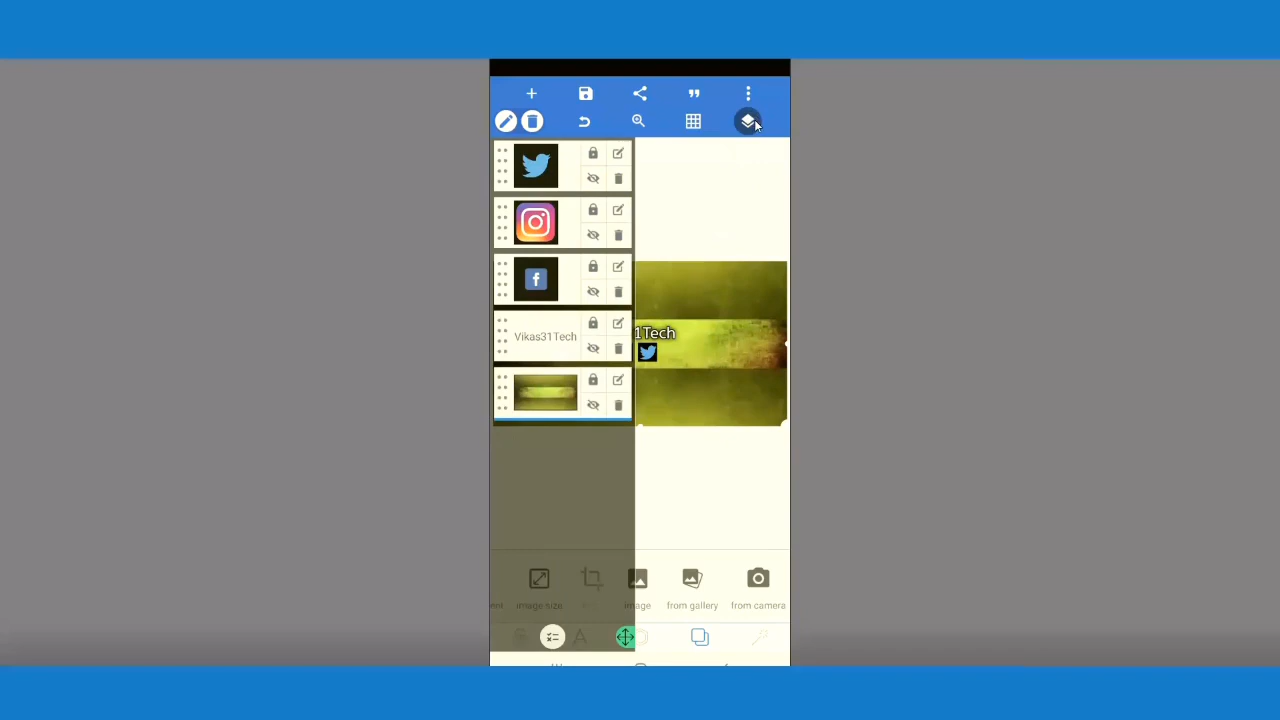 Vikas31Tech
1Tech
image size
image
from gallery
from camera